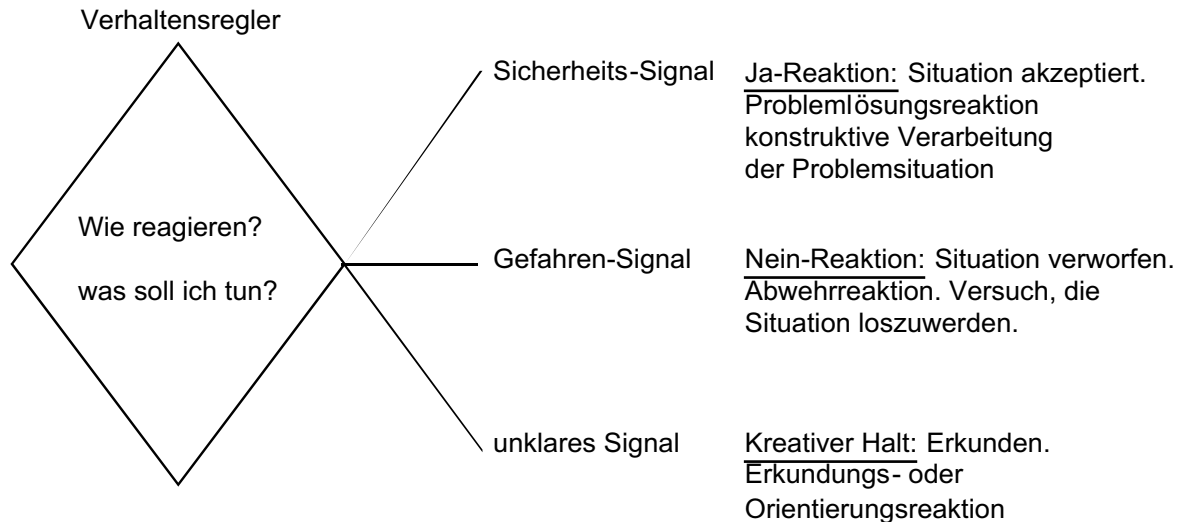 Verhaltensregler
Wie reagieren?
was soll ich tun?
Sicherheits-Signal
Ja-Reaktion: Situation akzeptiert.
Problemlösungsreaktion
konstruktive Verarbeitung
der Problemsituation
Gefahren-Signal
Nein-Reaktion: Situation verworfen.
Abwehrreaktion. Versuch, die
Situation loszuwerden.
unklares Signal
Kreativer Halt: Erkunden.
Erkundungs- oder
Orientierungsreaktion